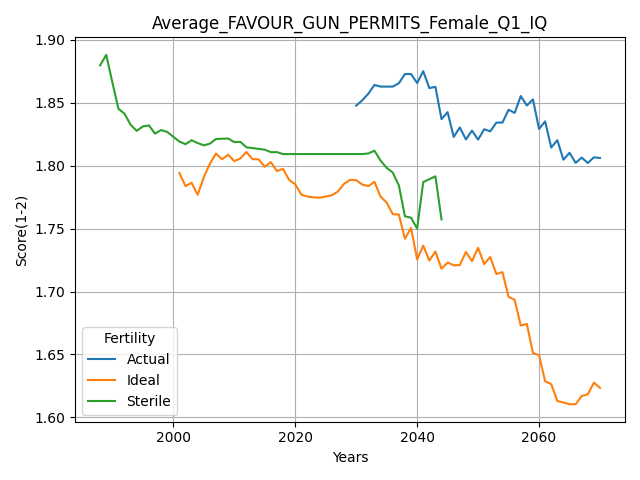 Average_FAVOUR_GUN_PERMITS_Female_Q1_IQ
1.90
1.85
1.80
1.75
1.70
1.65
1.60
Score(1-2)
Fertility
Actual
Ideal
Sterile
2000
2020
2040
2060
Years